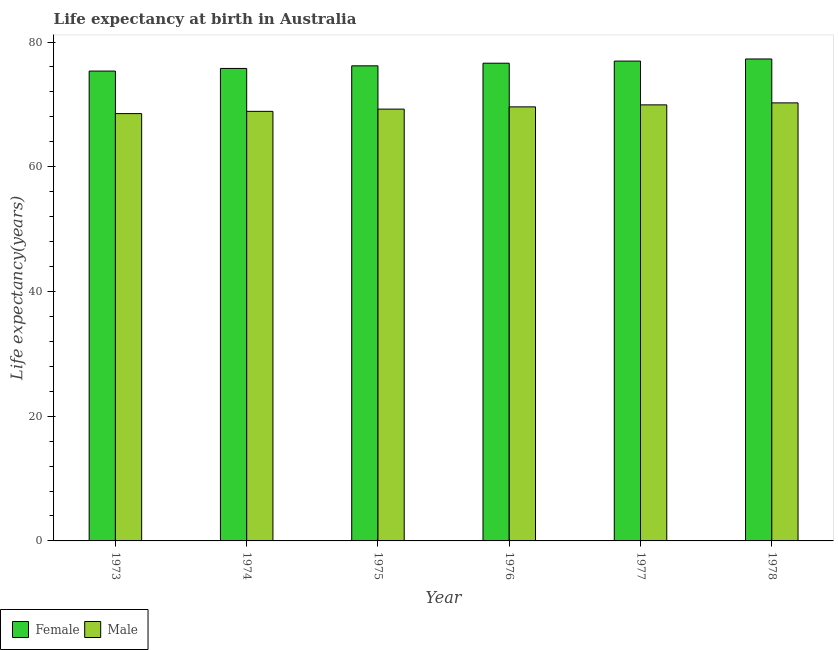 Life expectancy at birth in Australia
Life expectancy(years)
80
60
40
20
0
1973
1974
1975
1976
1977
1978
Year
Female
Male